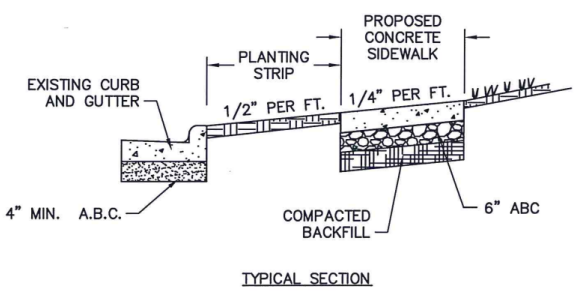 PROPOSED
CONCRETE
SIDEWALK
PLANTING
STRIP
EXISTING CURB
AND GUTTER
1/2" PER FT.
1/4" PER FT.
4" MIN. A.B.C.
COMPACTED
BACKFILL
6" ABC
TYPICAL SECTION